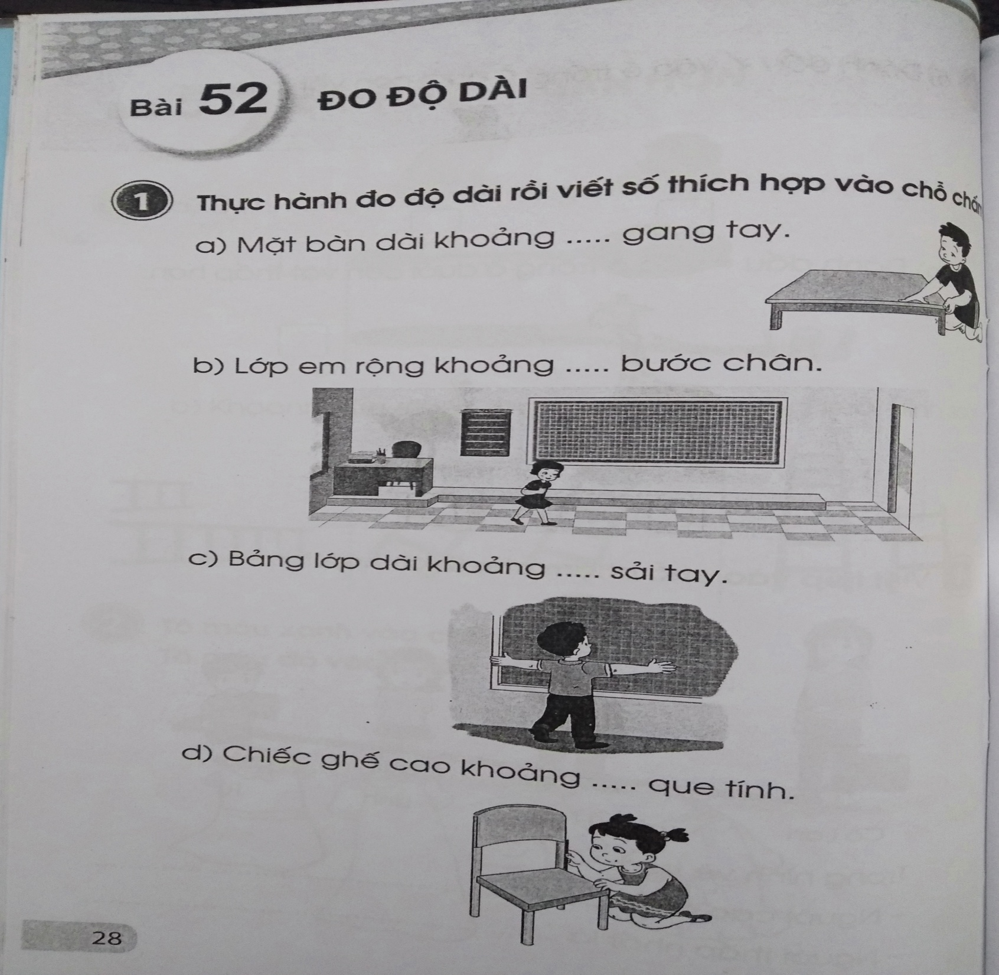 Bài 52 ĐO ĐỘ DÀI
1 Thực hành đo độ dài rồi viết số thích hợp vào chỗ
a) Mặt bàn dài khoảng ..... gang tay.
b) Lớp em rộng khoảng ..... bước chân.
c) Bảng lớp dài khoảng ..... sải tay.
d) Chiếc ghế cao khoảng ..... que tính.
28